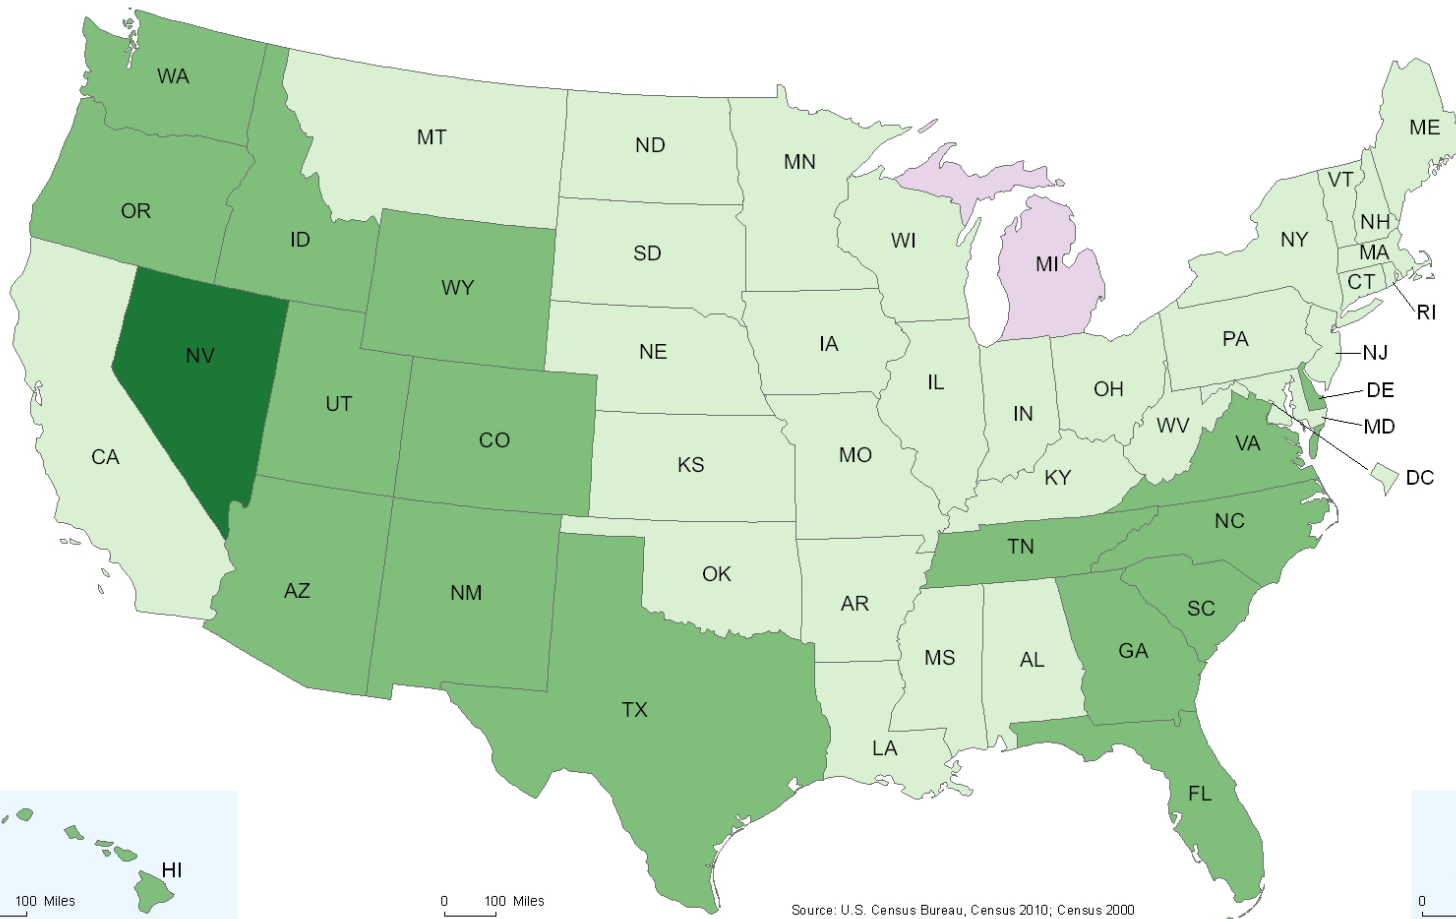 WA
MT
ND
MN
ME
VT
OR
ID
SD
WI
NH
NY
MA
MI
CT
WY
RI
NV
NE
IA
PA
NJ
UT
IL
OH
DE
CO
IN
WV
MD
CA
KS
MO
VA
KY
DC
NC
TN
AZ
NM
OK
AR
SC
MS
AL
GA
TX
LA
FL
HI
100 Miles
0 100 Miles
0
Source: U.S. Census Bureau, Census 2010; Census 2000